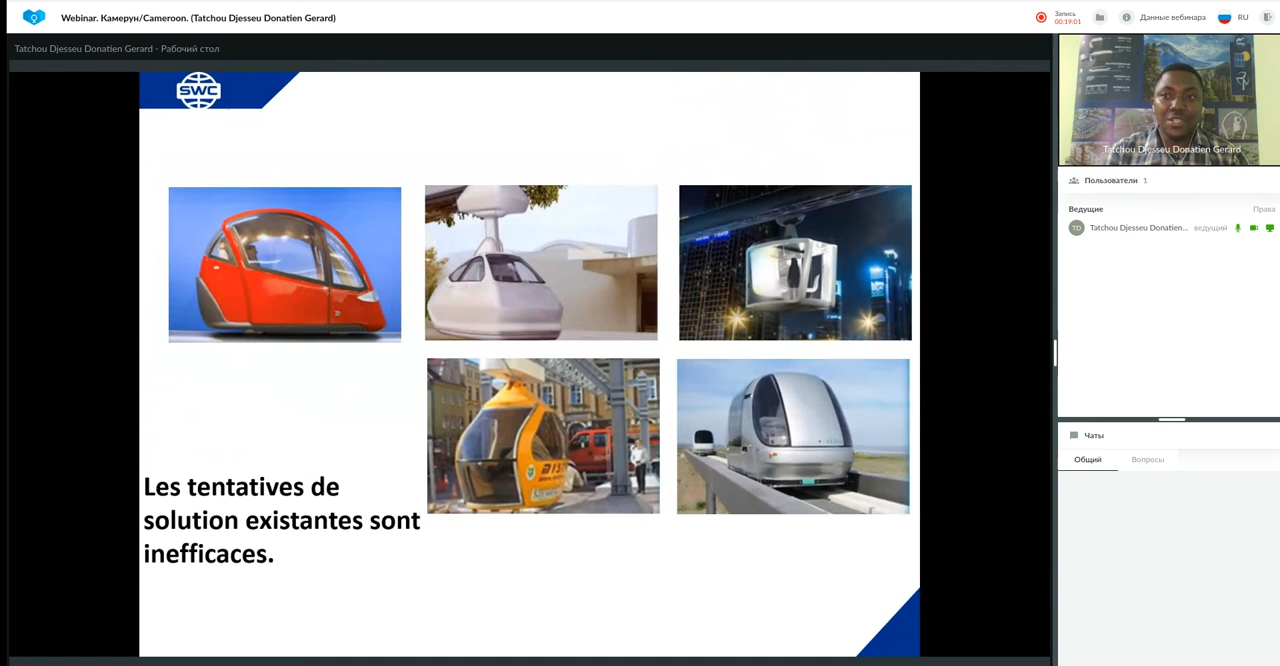 Webinar. Камерун/Cameroon. (Tatchou Djesseu Donatien Gerard)
Запись
00:19:01
Данные вебинара
RU
Tatchou Djesseu Donatien Gerard - Рабочий стол
SWC
Tatchou Djesseu Donatien Gerard
Пользователи 1
Ведущие Права
TD Tatchou Djesseu Donatien... ведущий
MIST
Les tentatives de
solution existantes sont
inefficaces.
Чаты
Общий Вопросы